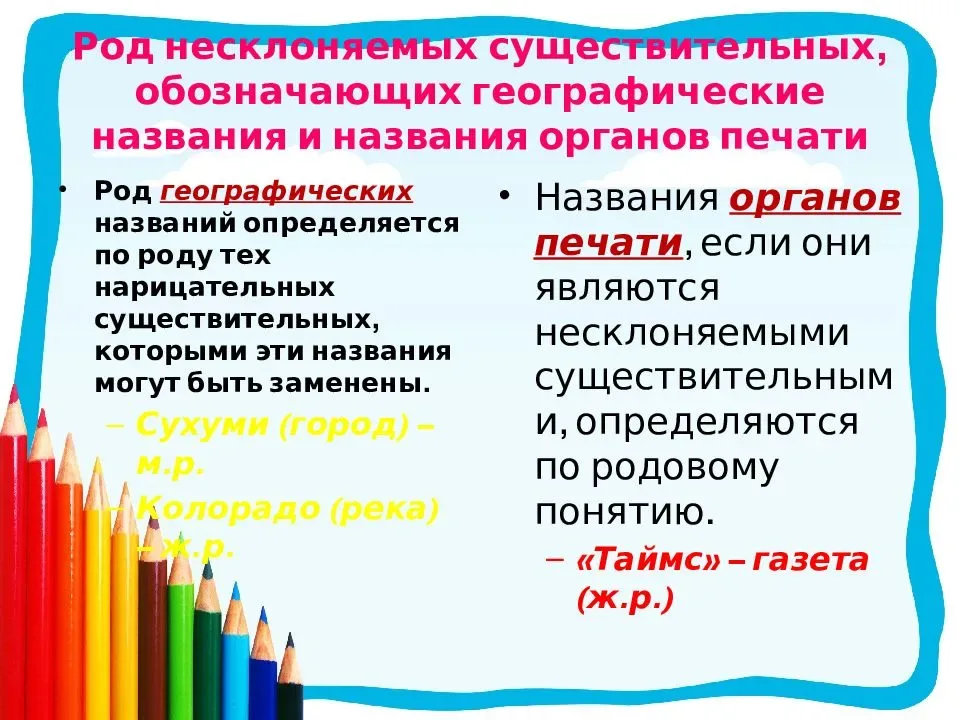 Род несклоняемых существительных,
обозначающих географические
названия и названия органов печати
• Род географических
названий определяется
по роду тех
нарицательных
существительных,
которыми эти названия
могут быть заменены.
– Сухуми (город) –
м.р.
– Колорадо (река)
– ж.р.
• Названия органов
печати, если они
являются
несклоняемыми
существительным
и, определяются
по родовому
понятию.
– «Таймс» – газета
(ж.р.)